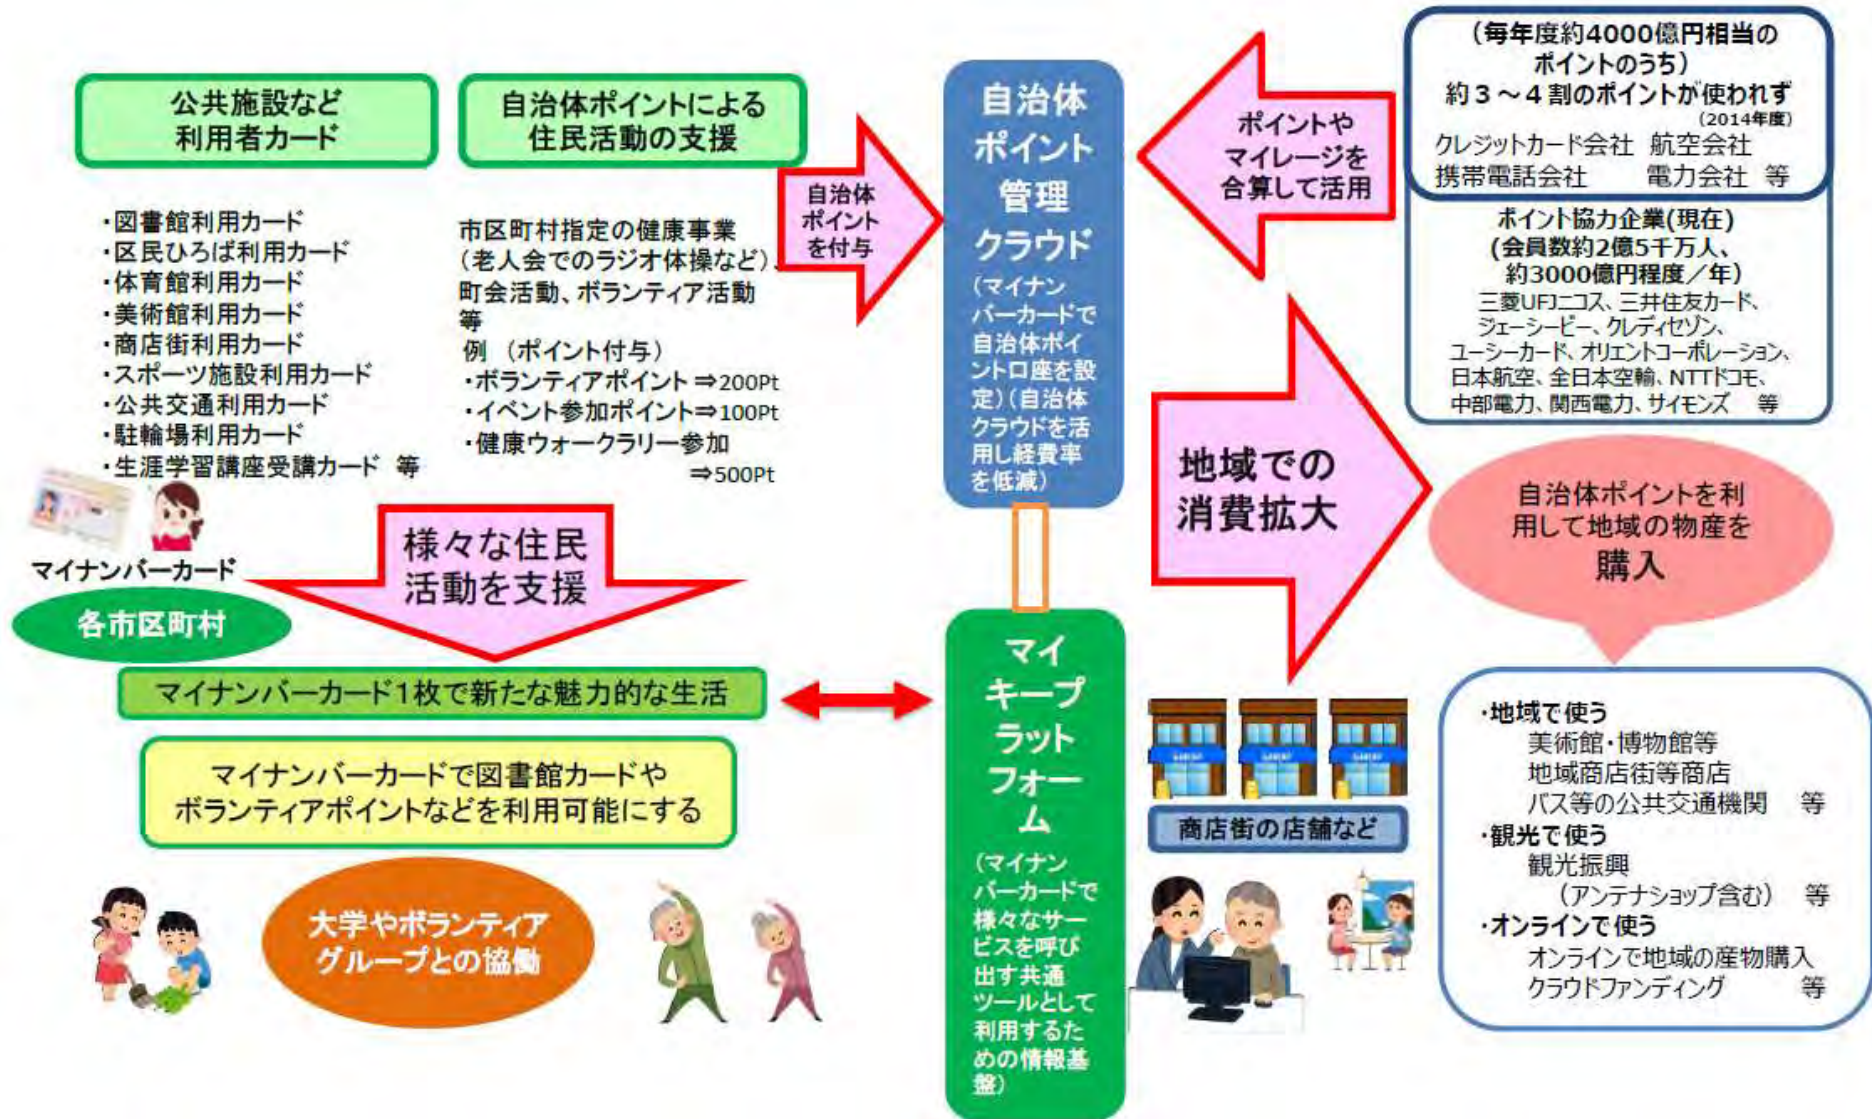 公共施設など
利用者カード
・図書館利用カード
・区民ひろば利用カード
・体育館利用カード
・美術館利用カード
・商店街利用カード
・スポーツ施設利用カード
・公共交通利用カード
・駐輪場利用カード
・生涯学習講座受講カード 等
自治体ポイントによる
住民活動の支援
市区町村指定の健康事業
(老人会でのラジオ体操など)、
町会活動、ボランティア活動
等
例 (ポイント付与)
・ボランティアポイント ⇒200Pt
・イベント参加ポイント⇒100Pt
・健康ウォークラリー参加
⇒500Pt
自治体
ポイント
を付与
自治体
ポイント
管理
クラウド
(マイナン
バーカードで
自治体ポイ
ント口座を設
定)(自治体
クラウドを活
用し経費率
を低減)
ポイントや
マイレージを
合算して活用
(毎年度約4000億円相当の
ポイントのうち)
約3~4割のポイントが使われず
(2014年度)
クレジットカード会社 航空会社
携帯電話会社 電力会社 等
ポイント協力企業(現在)
(会員数約2億5千万人、
約3000億円程度/年)
三菱UFJニコス、三井住友カード、
ジェーシービー、クレディセゾン、
ユーシーカード、オリエントコーポレーション、
日本航空、全日本空輸、NTTドコモ、
中部電力、関西電力、サイモンズ 等
マイナンバーカード
各市区町村
様々な住民
活動を支援
マイナンバーカード1枚で新たな魅力的な生活
マイナンバーカードで図書館カードや
ボランティアポイントなどを利用可能にする
大学やボランティア
グループとの協働
マイ
キープ
ラット
フォー
ム
(マイナン
バーカードで
様々なサー
ビスを呼び
出す共通
ツールとして
利用するた
めの情報基
盤)
地域での
消費拡大
自治体ポイントを利
用して地域の物産を
購入
商店街の店舗など
・地域で使う
美術館・博物館等
地域商店街等商店
バス等の公共交通機関 等
・観光で使う
観光振興
(アンテナショップ含む) 等
・オンラインで使う
オンラインで地域の産物購入
クラウドファンディング 等